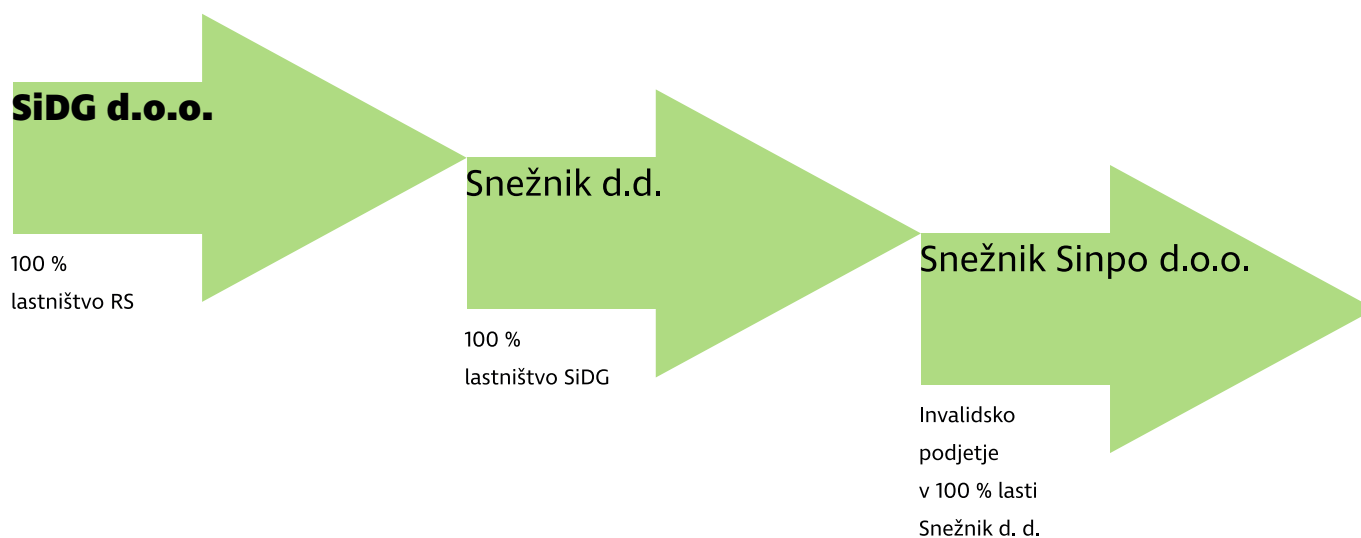 SiDG d.o.o.
100 %
lastništvo RS
Snežnik d.d.
100 %
lastništvo SiDG
Snežnik Sinpo d.o.o.
Invalidsko
podjetje
v 100 % lasti
Snežnik d. d.